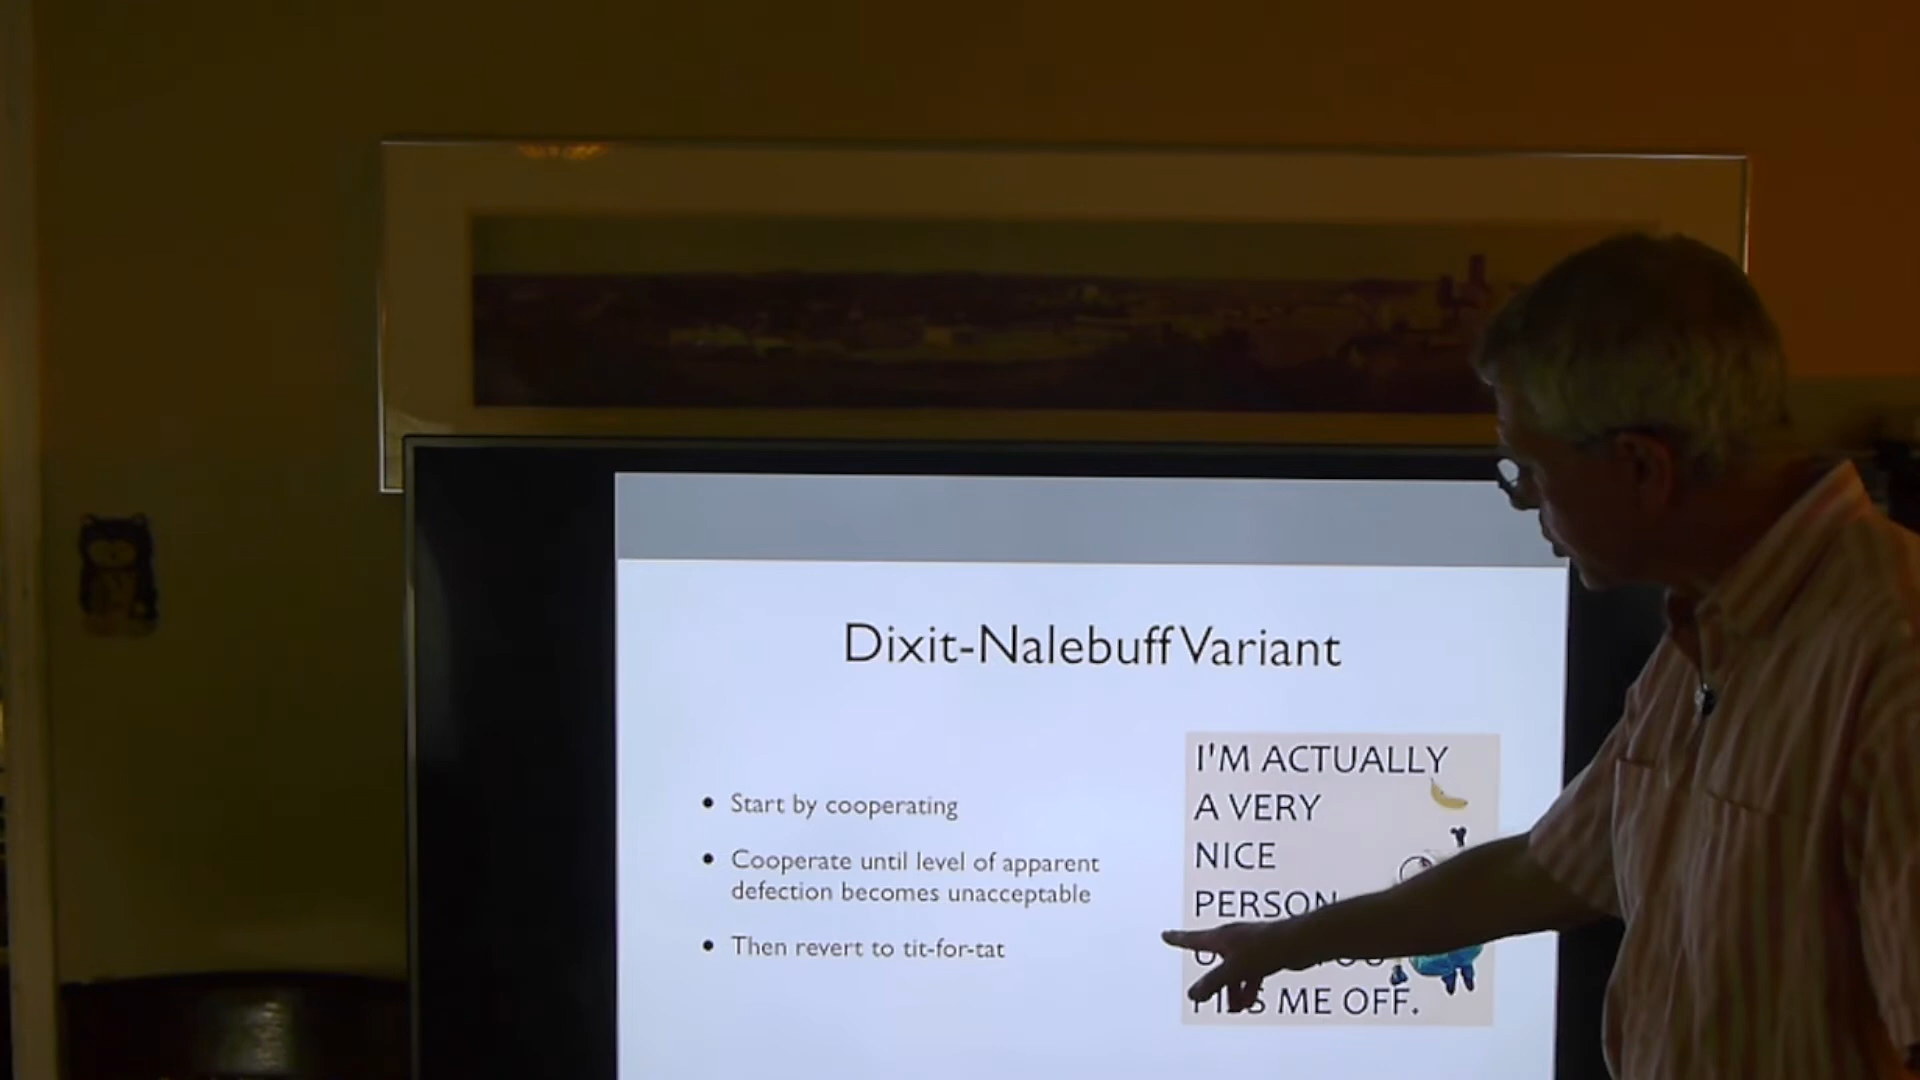 Dixit-Nalebuff Variant
• Start by cooperating
• Cooperate until level of apparent
defection becomes unacceptable
• Then revert to tit-for-tat
I'M ACTUALLY
A VERY
NICE
PERSON
ME OFF.